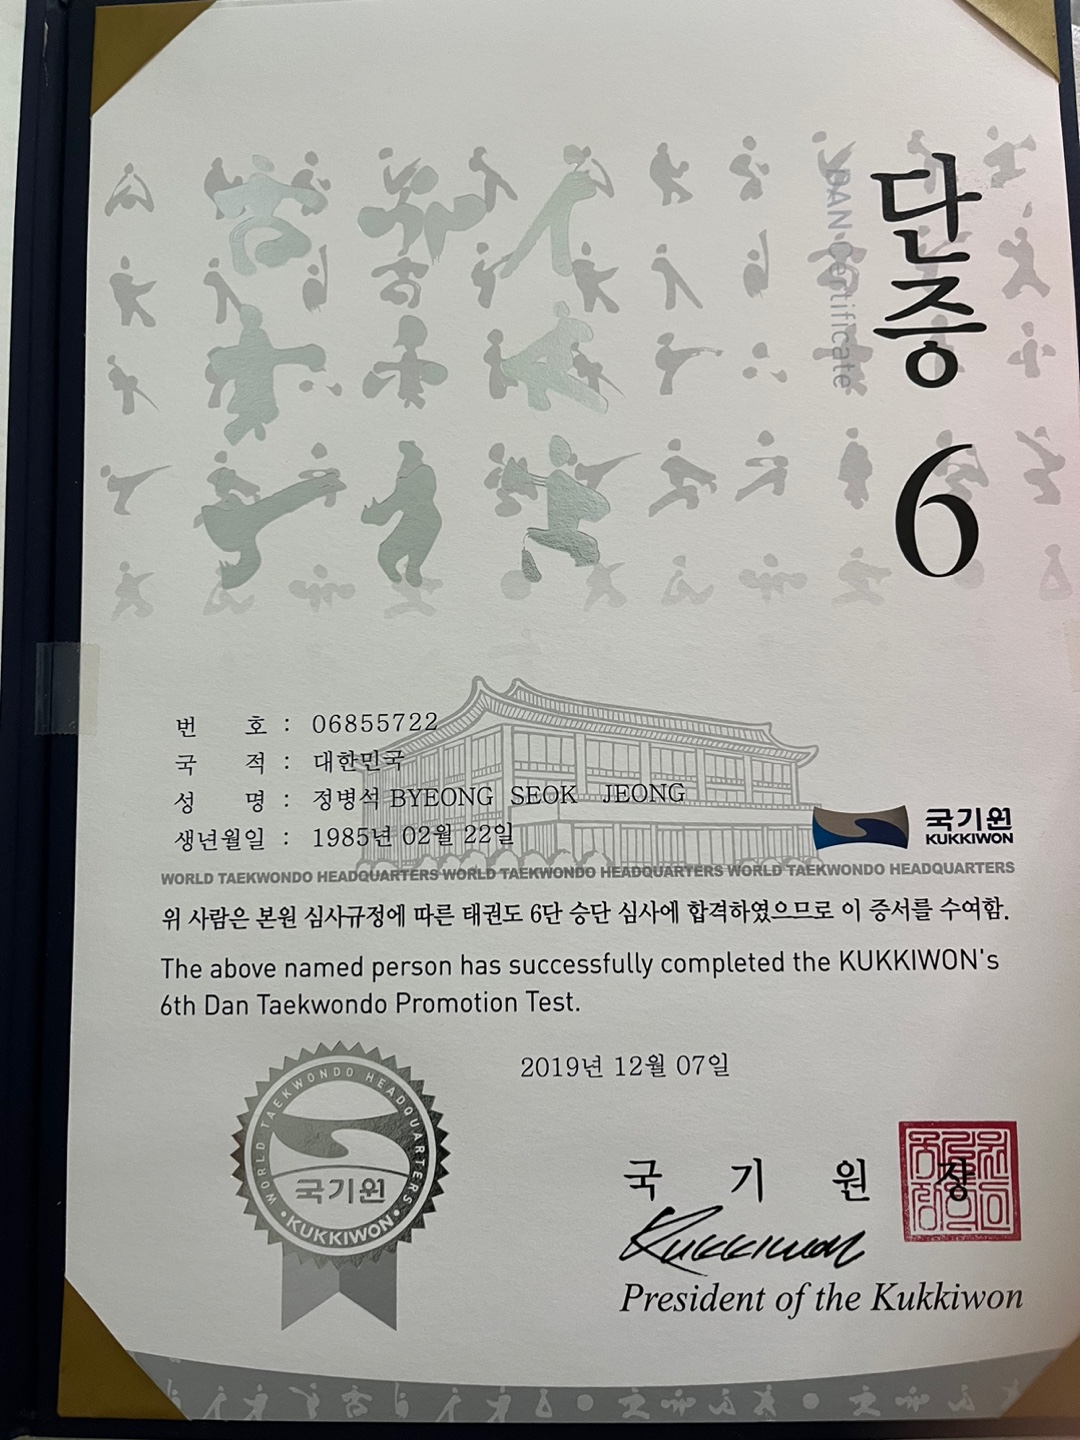 단증
DAN Certificate
6
번 호 : 06855722
국 적 : 대한민국
성 명 : 정병석 BYEONG SEOK JEONG
생년월일 : 1985년 02월 22일
국기원
KUKKIWON
WORLD TAEKWONDO HEADQUARTERS WORLD TAEKWONDO HEADQUARTERS WORLD TAEKWONDO HEADQUARTERS
위 사람은 본원 심사규정에 따른 태권도 6단 승단 심사에 합격하였으므로 이 증서를 수여함.
The above named person has successfully completed the KUKKIWON's
6th Dan Taekwondo Promotion Test.
2019년 12월 07일
WORLD TAEKWONDO HEADQUARTERS
국기원
•KUKKIWON•
국 기 원 장
Kukkiwon
President of the Kukkiwon